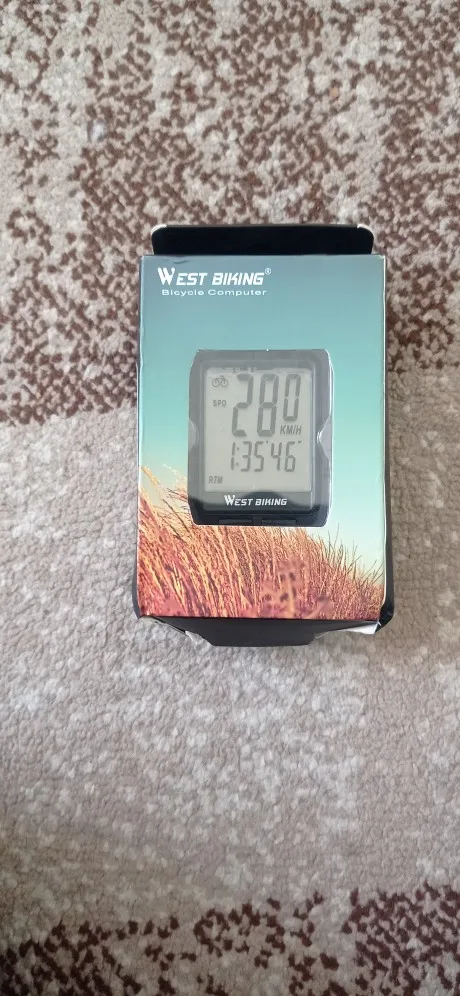 WEST BIKING®
Bicycle Computer
SPD
280
KM/H
1:35'46"
RTM
WEST BIKING